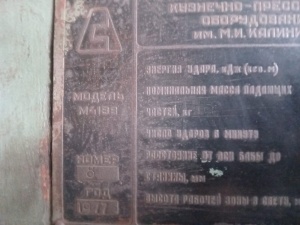 КУЗНЕЧНО-ПРЕСС
ОБОРУДОВАН
им. М.И. КАЛИНИ
ЭНЕРГИЯ УДАРА, кДж (кгс.м)
МОДЕЛЬ
НОМИНАЛЬНАЯ МАССА ПАДАЮЩИХ
ЧАСТЕЙ, кг
ЧИСЛО УДАРОВ В МИНУТУ
НОМЕР
РАССТОЯНИЕ ОТ ОСИ БАБЫ ДО
СТАНИНЫ, мм
ГОД
ВЫСОТА РАБОЧЕЙ ЗОНЫ В СВЕТУ, мм